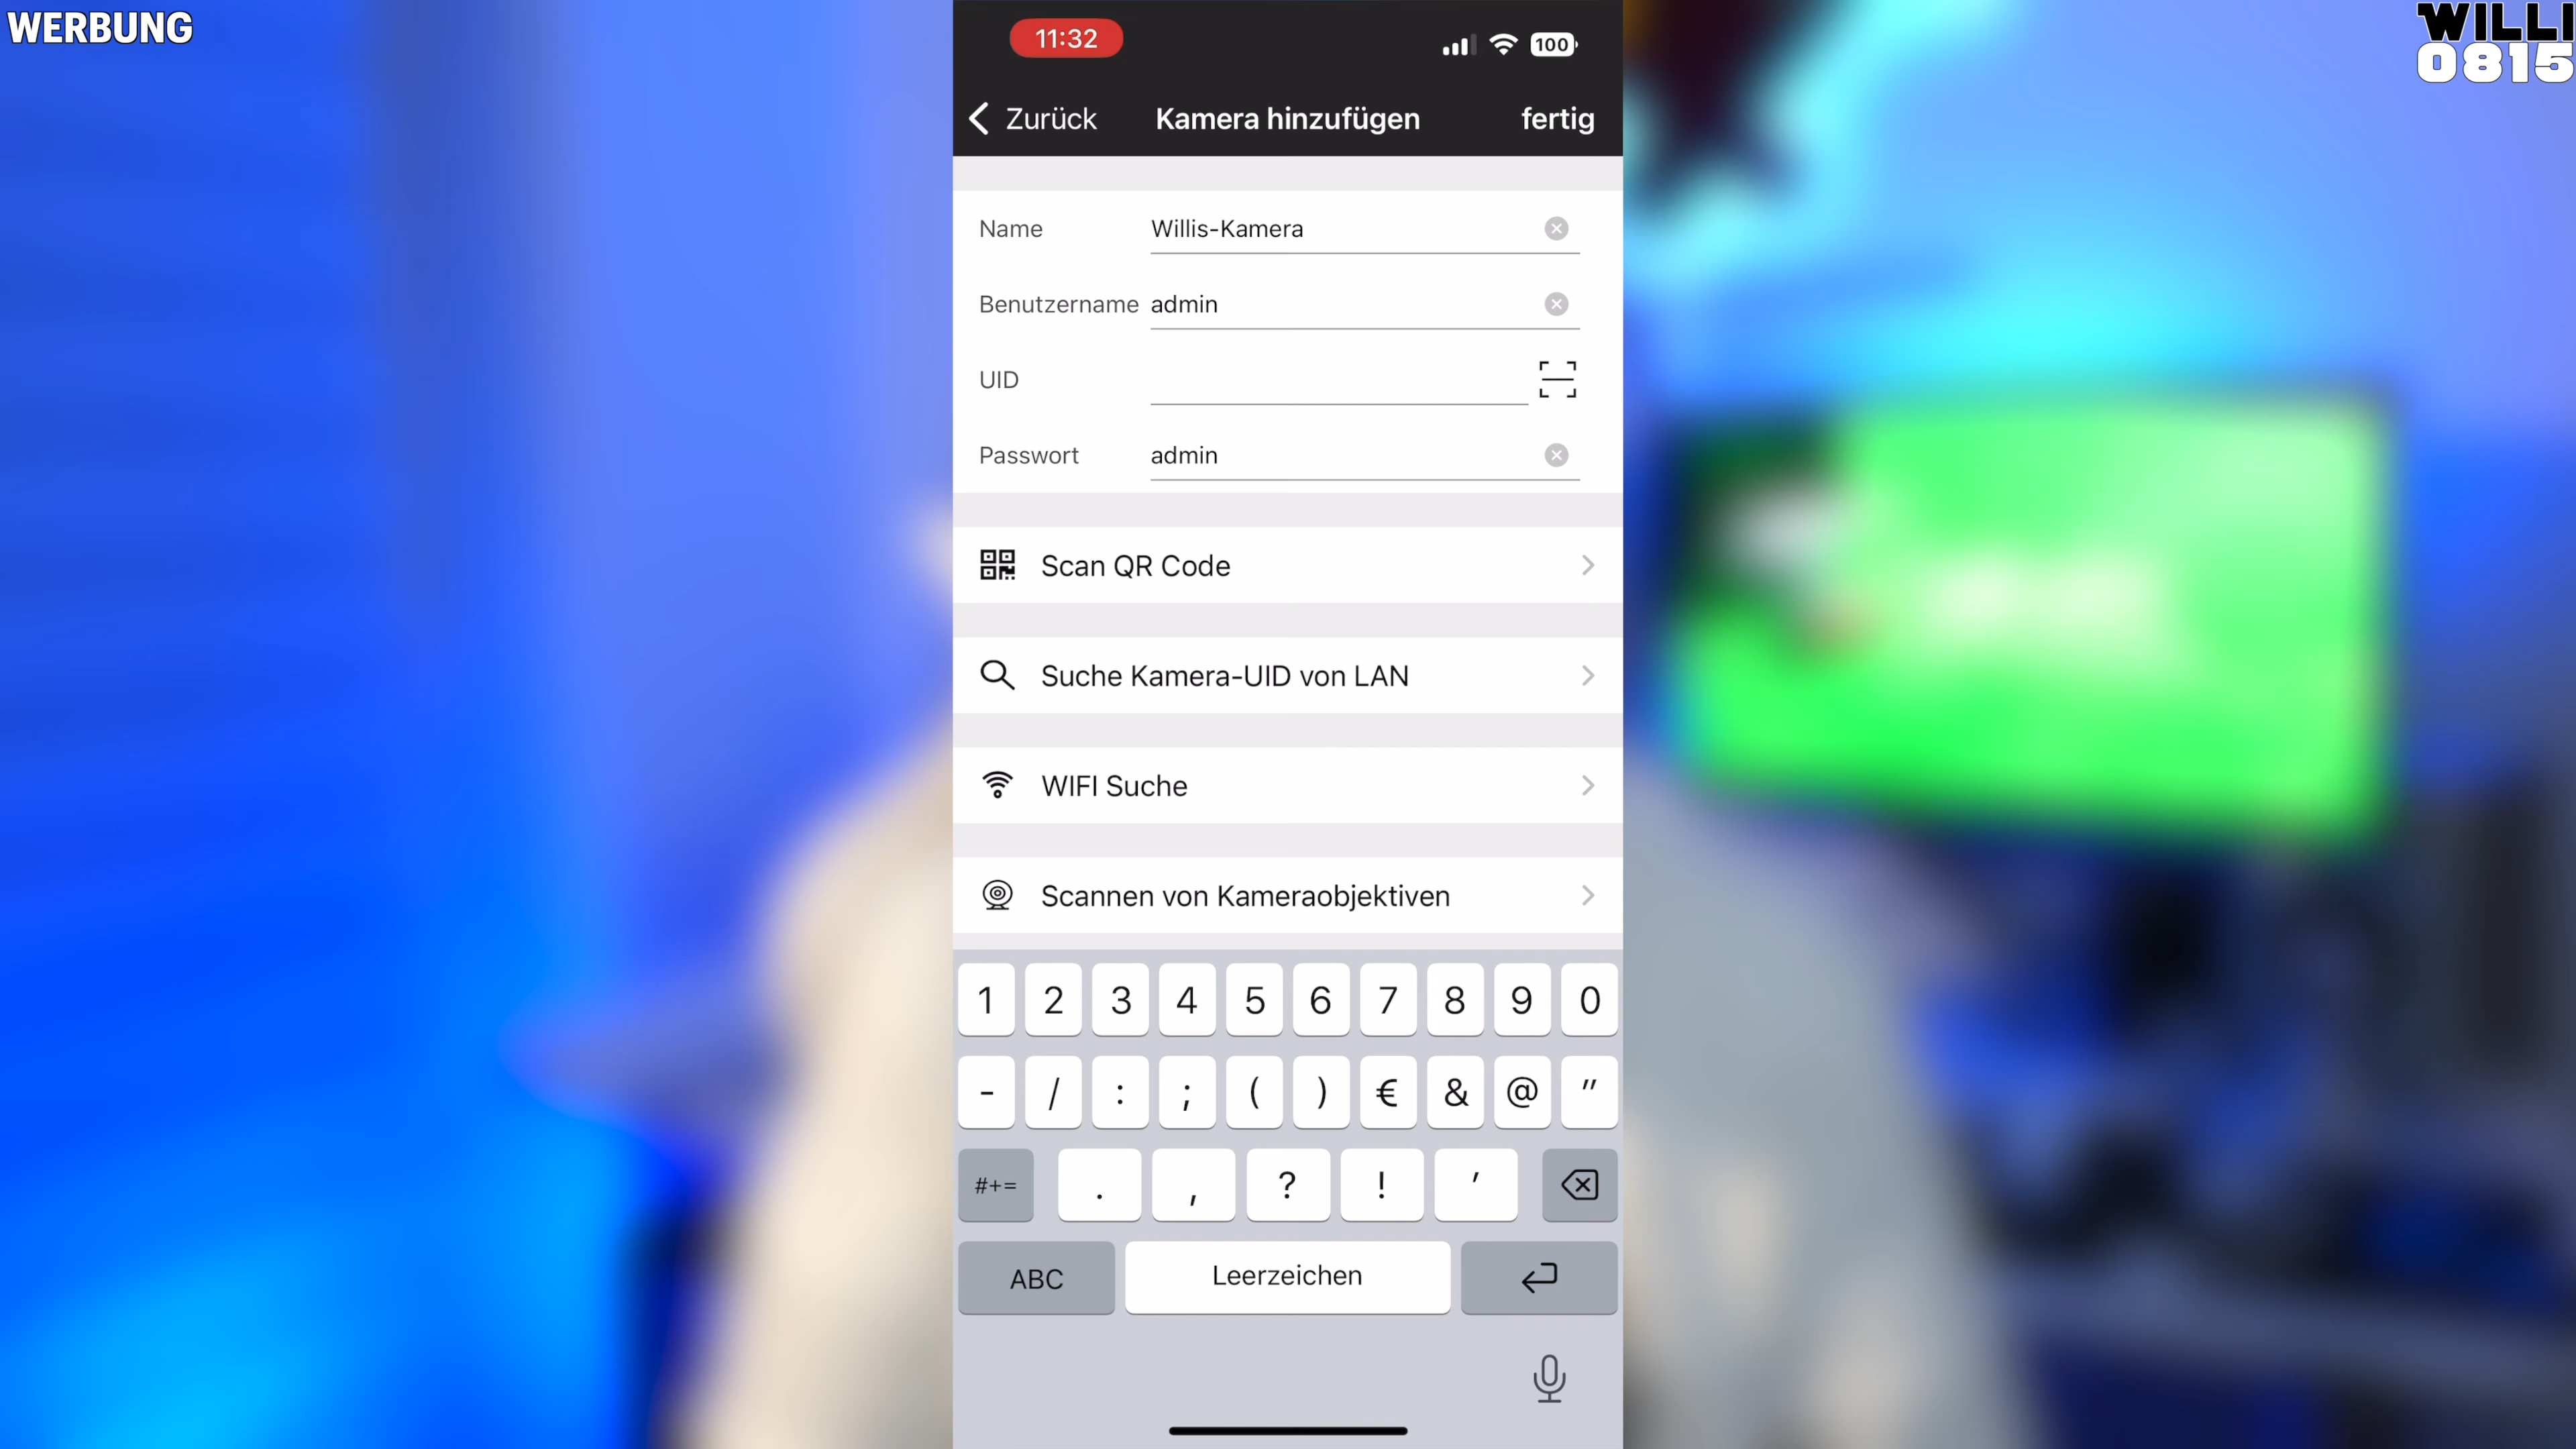 WERBUNG
WILLI
0815
11:32
100
Zurück
Kamera hinzufügen
fertig
Name
Willis-Kamera
Benutzername
admin
UID
Passwort
admin
Scan QR Code
Suche Kamera-UID von LAN
WIFI Suche
Scannen von Kameraobjektiven
1 2 3 4 5 6 7 8 9 0
- / : ; ( ) € & @ "
#+= . , ? ! '
ABC
Leerzeichen